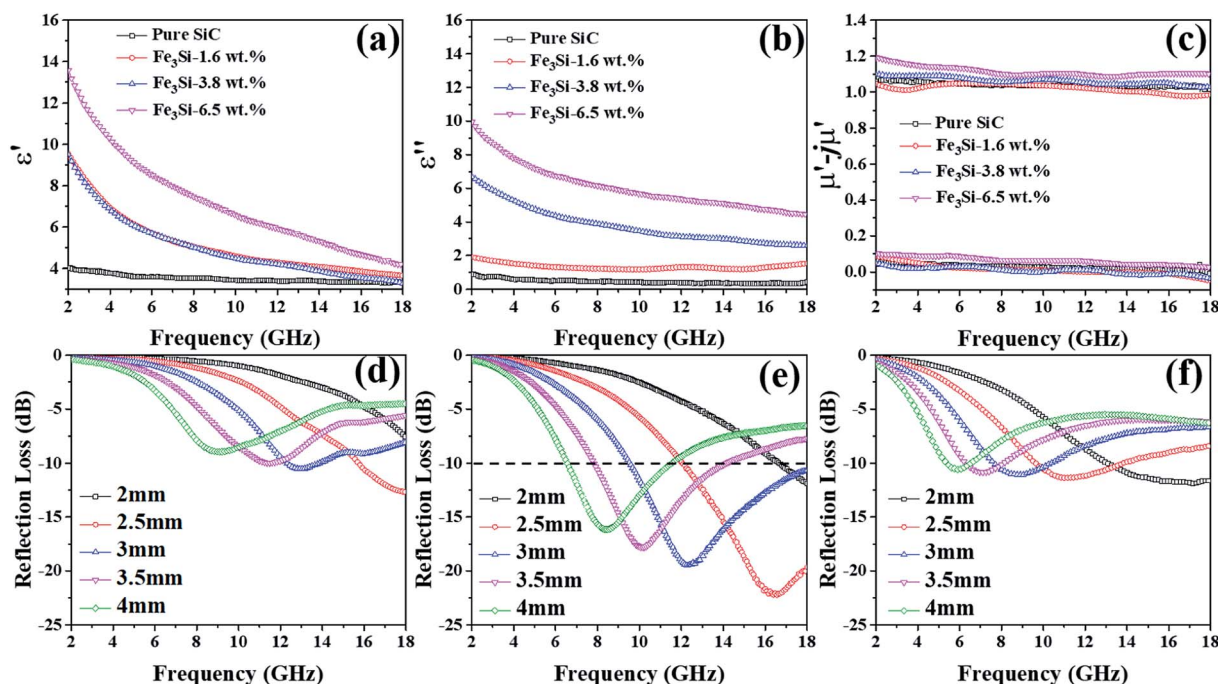 (a)
Pure SiC
Fe₃Si-1.6 wt.%
Fe₃Si-3.8 wt.%
Fe₃Si-6.5 wt.%
ε'
16
14
12
10
8
6
4
2 4 6 8 10 12 14 16 18
Frequency (GHz)
(b)
Pure SiC
Fe₃Si-1.6 wt.%
Fe₃Si-3.8 wt.%
Fe₃Si-6.5 wt.%
ε''
16
14
12
10
8
6
4
2
0
2 4 6 8 10 12 14 16 18
Frequency (GHz)
(c)
Pure SiC
Fe₃Si-1.6 wt.%
Fe₃Si-3.8 wt.%
Fe₃Si-6.5 wt.%
μ'-jμ'
1.4
1.2
1.0
0.8
0.6
0.4
0.2
0.0
2 4 6 8 10 12 14 16 18
Frequency (GHz)
(d)
Reflection Loss (dB)
0
-5
-10
-15
-20
-25
2mm
2.5mm
3mm
3.5mm
4mm
2 4 6 8 10 12 14 16 18
Frequency (GHz)
(e)
Reflection Loss (dB)
0
-5
-10
-15
-20
-25
2mm
2.5mm
3mm
3.5mm
4mm
2 4 6 8 10 12 14 16 18
Frequency (GHz)
(f)
Reflection Loss (dB)
0
-5
-10
-15
-20
-25
2mm
2.5mm
3mm
3.5mm
4mm
2 4 6 8 10 12 14 16 18
Frequency (GHz)